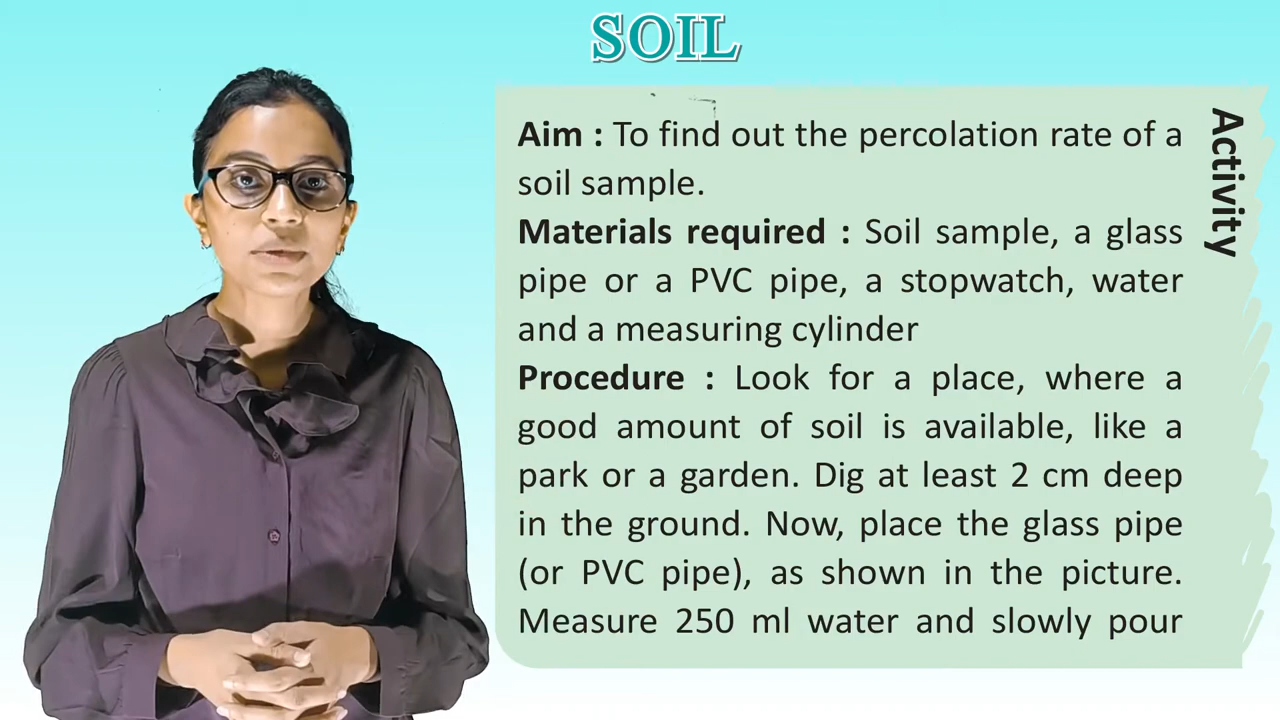 SOIL
Aim : To find out the percolation rate of a
soil sample.
Materials required : Soil sample, a glass
pipe or a PVC pipe, a stopwatch, water
and a measuring cylinder
Procedure : Look for a place, where a
good amount of soil is available, like a
park or a garden. Dig at least 2 cm deep
in the ground. Now, place the glass pipe
(or PVC pipe), as shown in the picture.
Measure 250 ml water and slowly pour
Activity